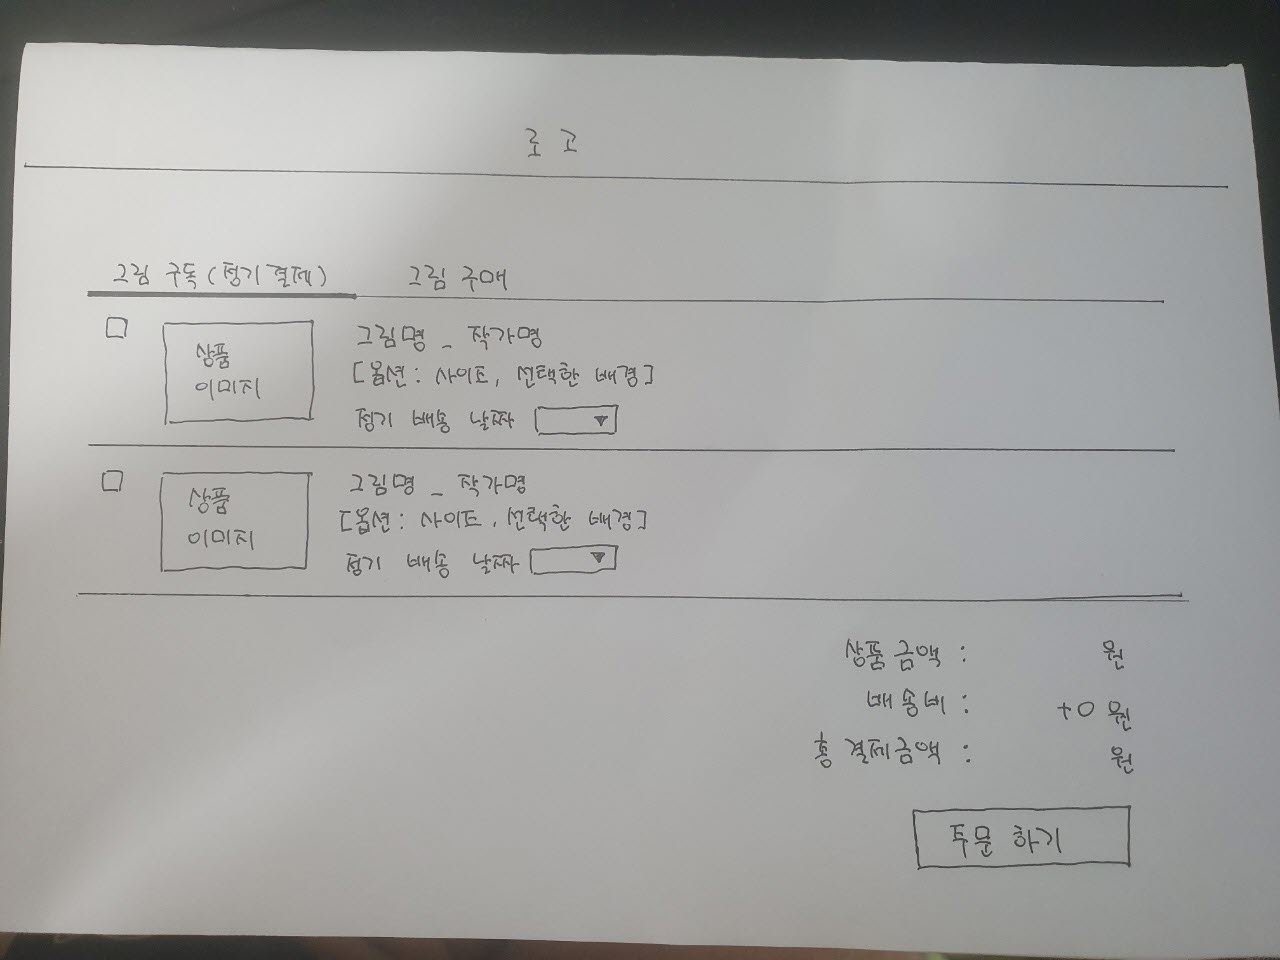 로고
그림 구독(정기결제) 그림 구매
상품
이미지
그림명 _ 작가명
[옵션: 사이트, 선택한 배경]
정기 배송 날짜
상품
이미지
그림명 _ 작가명
[옵션: 사이트, 선택한 배경]
정기 배송 날짜
상품금액 : 원
배송비 : +0 원
총 결제금액 : 원
주문 하기